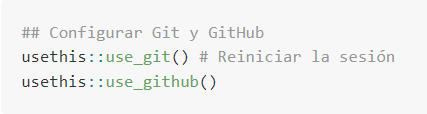 ## Configurar Git y GitHub
usethis::use_git() # Reiniciar la sesión
usethis::use_github()